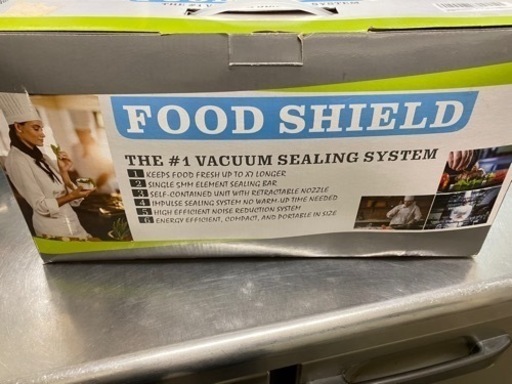 FOOD SHIELD
THE #1 VACUUM SEALING SYSTEM
1 KEEPS FOOD FRESH UP TO X7 LONGER
2 SINGLE 5MM ELEMENT SEALING BAR
3 SELF-CONTAINED UNIT WITH RETRACTABLE NOZZLE
4 IMPULSE SEALING SYSTEM NO WARM-UP TIME NEEDED
5 HIGH EFFICIENT NOISE REDUCTION SYSTEM
6 ENERGY EFFICIENT, COMPACT, AND PORTABLE IN SIZE